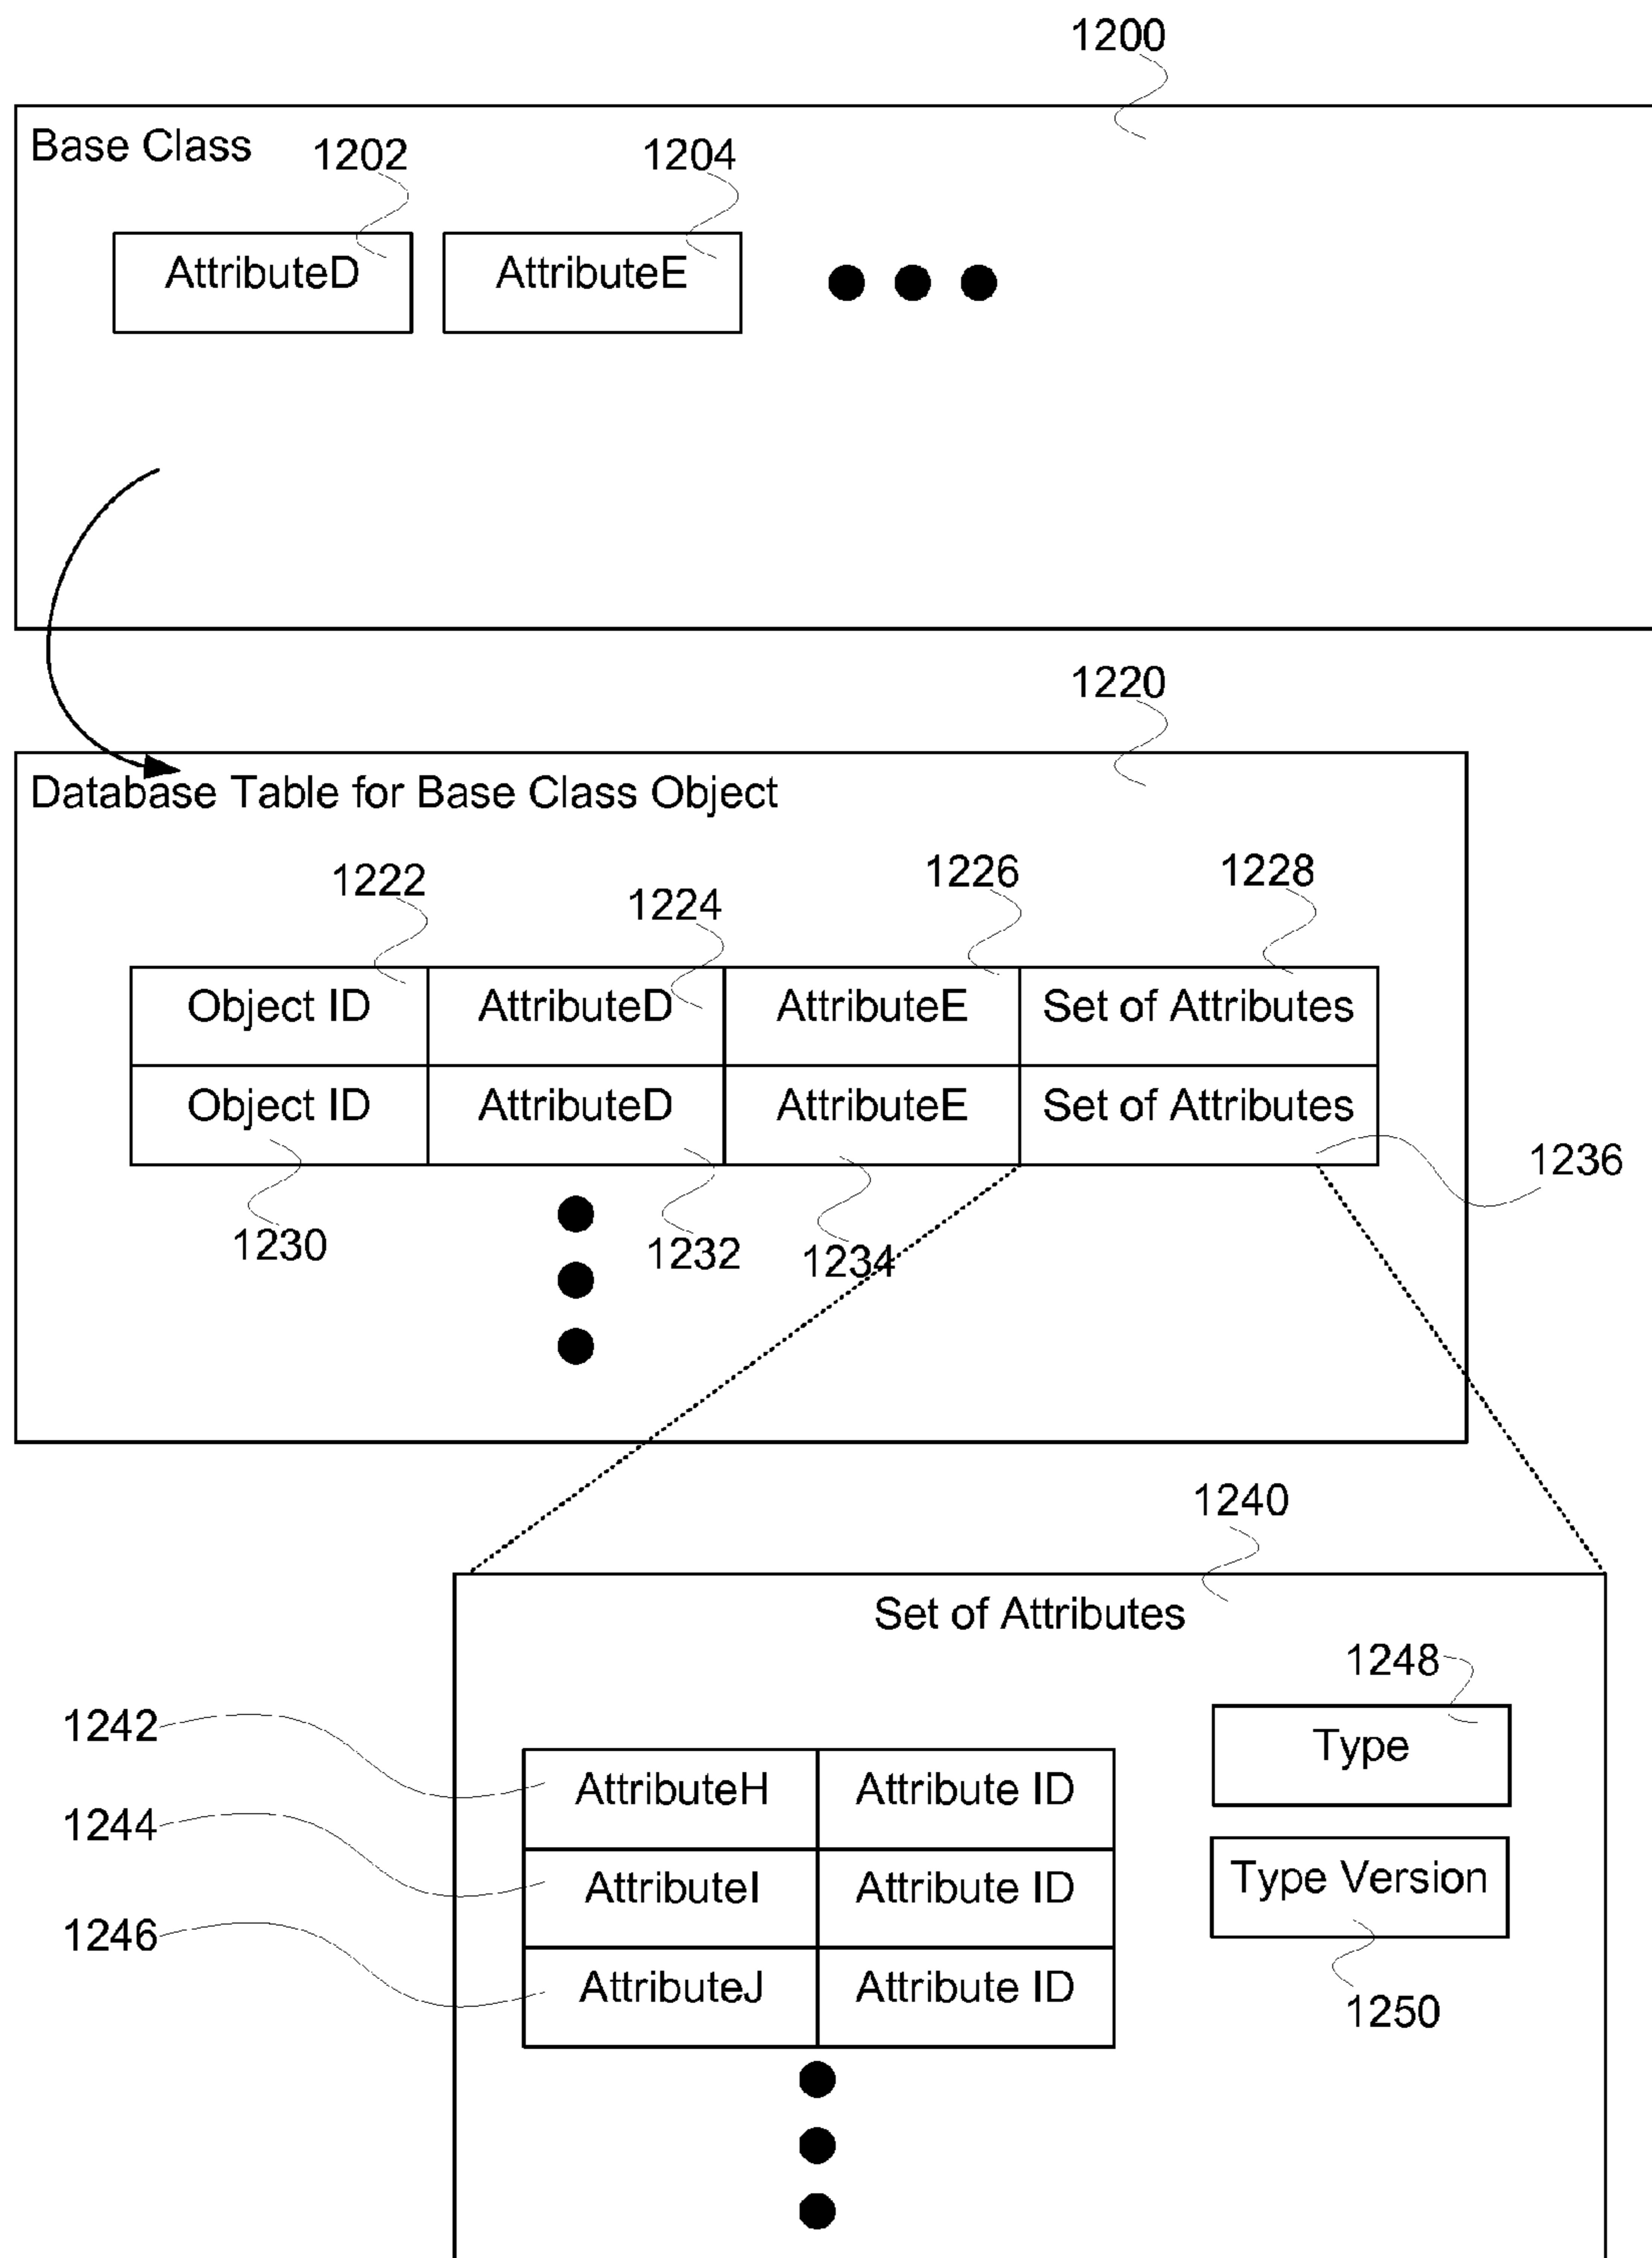 1200
Base Class
1202
1204
AttributeD
AttributeE
1220
Database Table for Base Class Object
1222
1224
1226
1228
Object ID
AttributeD
AttributeE
Set of Attributes
Object ID
AttributeD
AttributeE
Set of Attributes
1236
1230
1232
1234
1240
Set of Attributes
1248
1242
AttributeH
Attribute ID
Type
1244
AttributeI
Attribute ID
Type Version
1246
AttributeJ
Attribute ID
1250